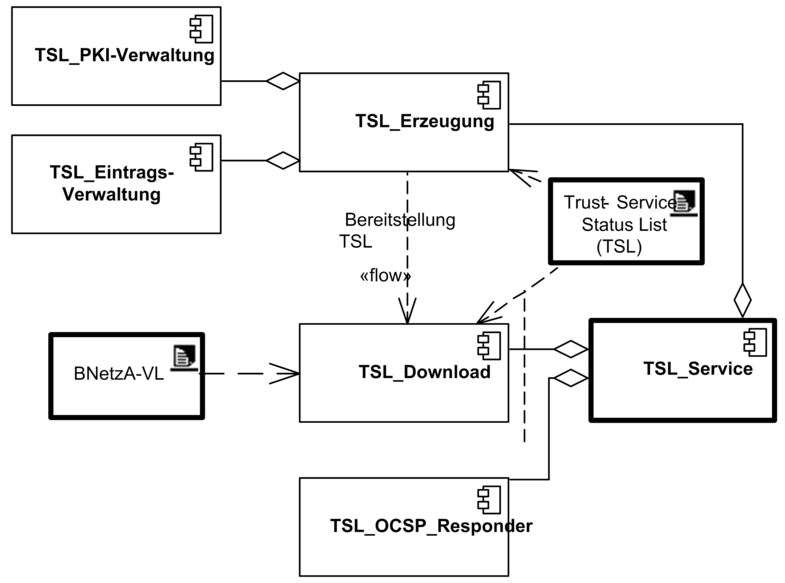 TSL_PKI-Verwaltung
TSL_Erzeugung
TSL_Eintrags-
Verwaltung
Trust- Service
Status List
(TSL)
Bereitstellung
TSL
«flow»
BNetzA-VL
TSL_Download
TSL_Service
TSL_OCSP_Responder